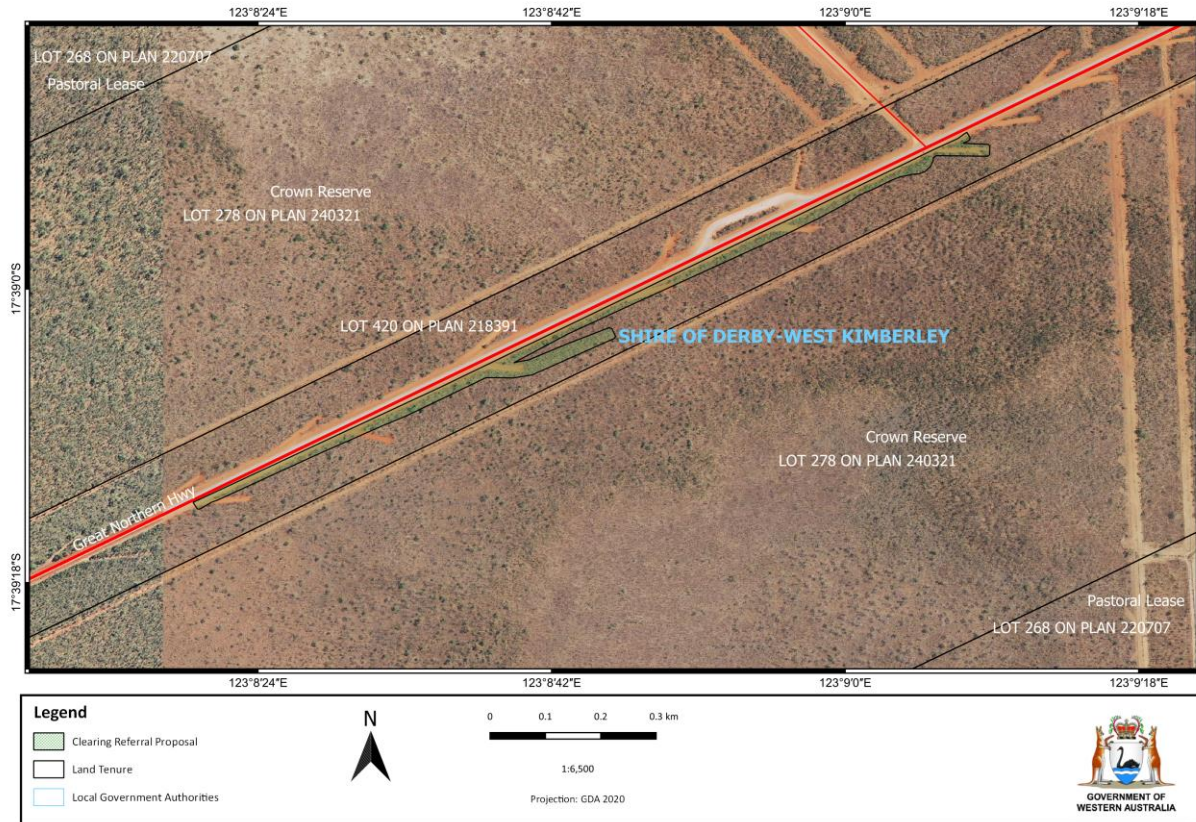 123°8'24"E
123°8'42"E
123°9'0"E
123°9'18"E
LOT 268 ON PLAN 220707
Pastoral Lease
Crown Reserve
LOT 278 ON PLAN 240321
17°39'0"S
LOT 420 ON PLAN 218391
SHIRE OF DERBY-WEST KIMBERLEY
Crown Reserve
LOT 278 ON PLAN 240321
Great Northern Hwy
17°39'18"S
Pastoral Lease
LOT 268 ON PLAN 220707
123°8'24"E
123°8'42"E
123°9'0"E
123°9'18"E
Legend
Clearing Referral Proposal
Land Tenure
Local Government Authorities
N
0 0.1 0.2 0.3 km
1:6,500
Projection: GDA 2020
GOVERNMENT OF
WESTERN AUSTRALIA